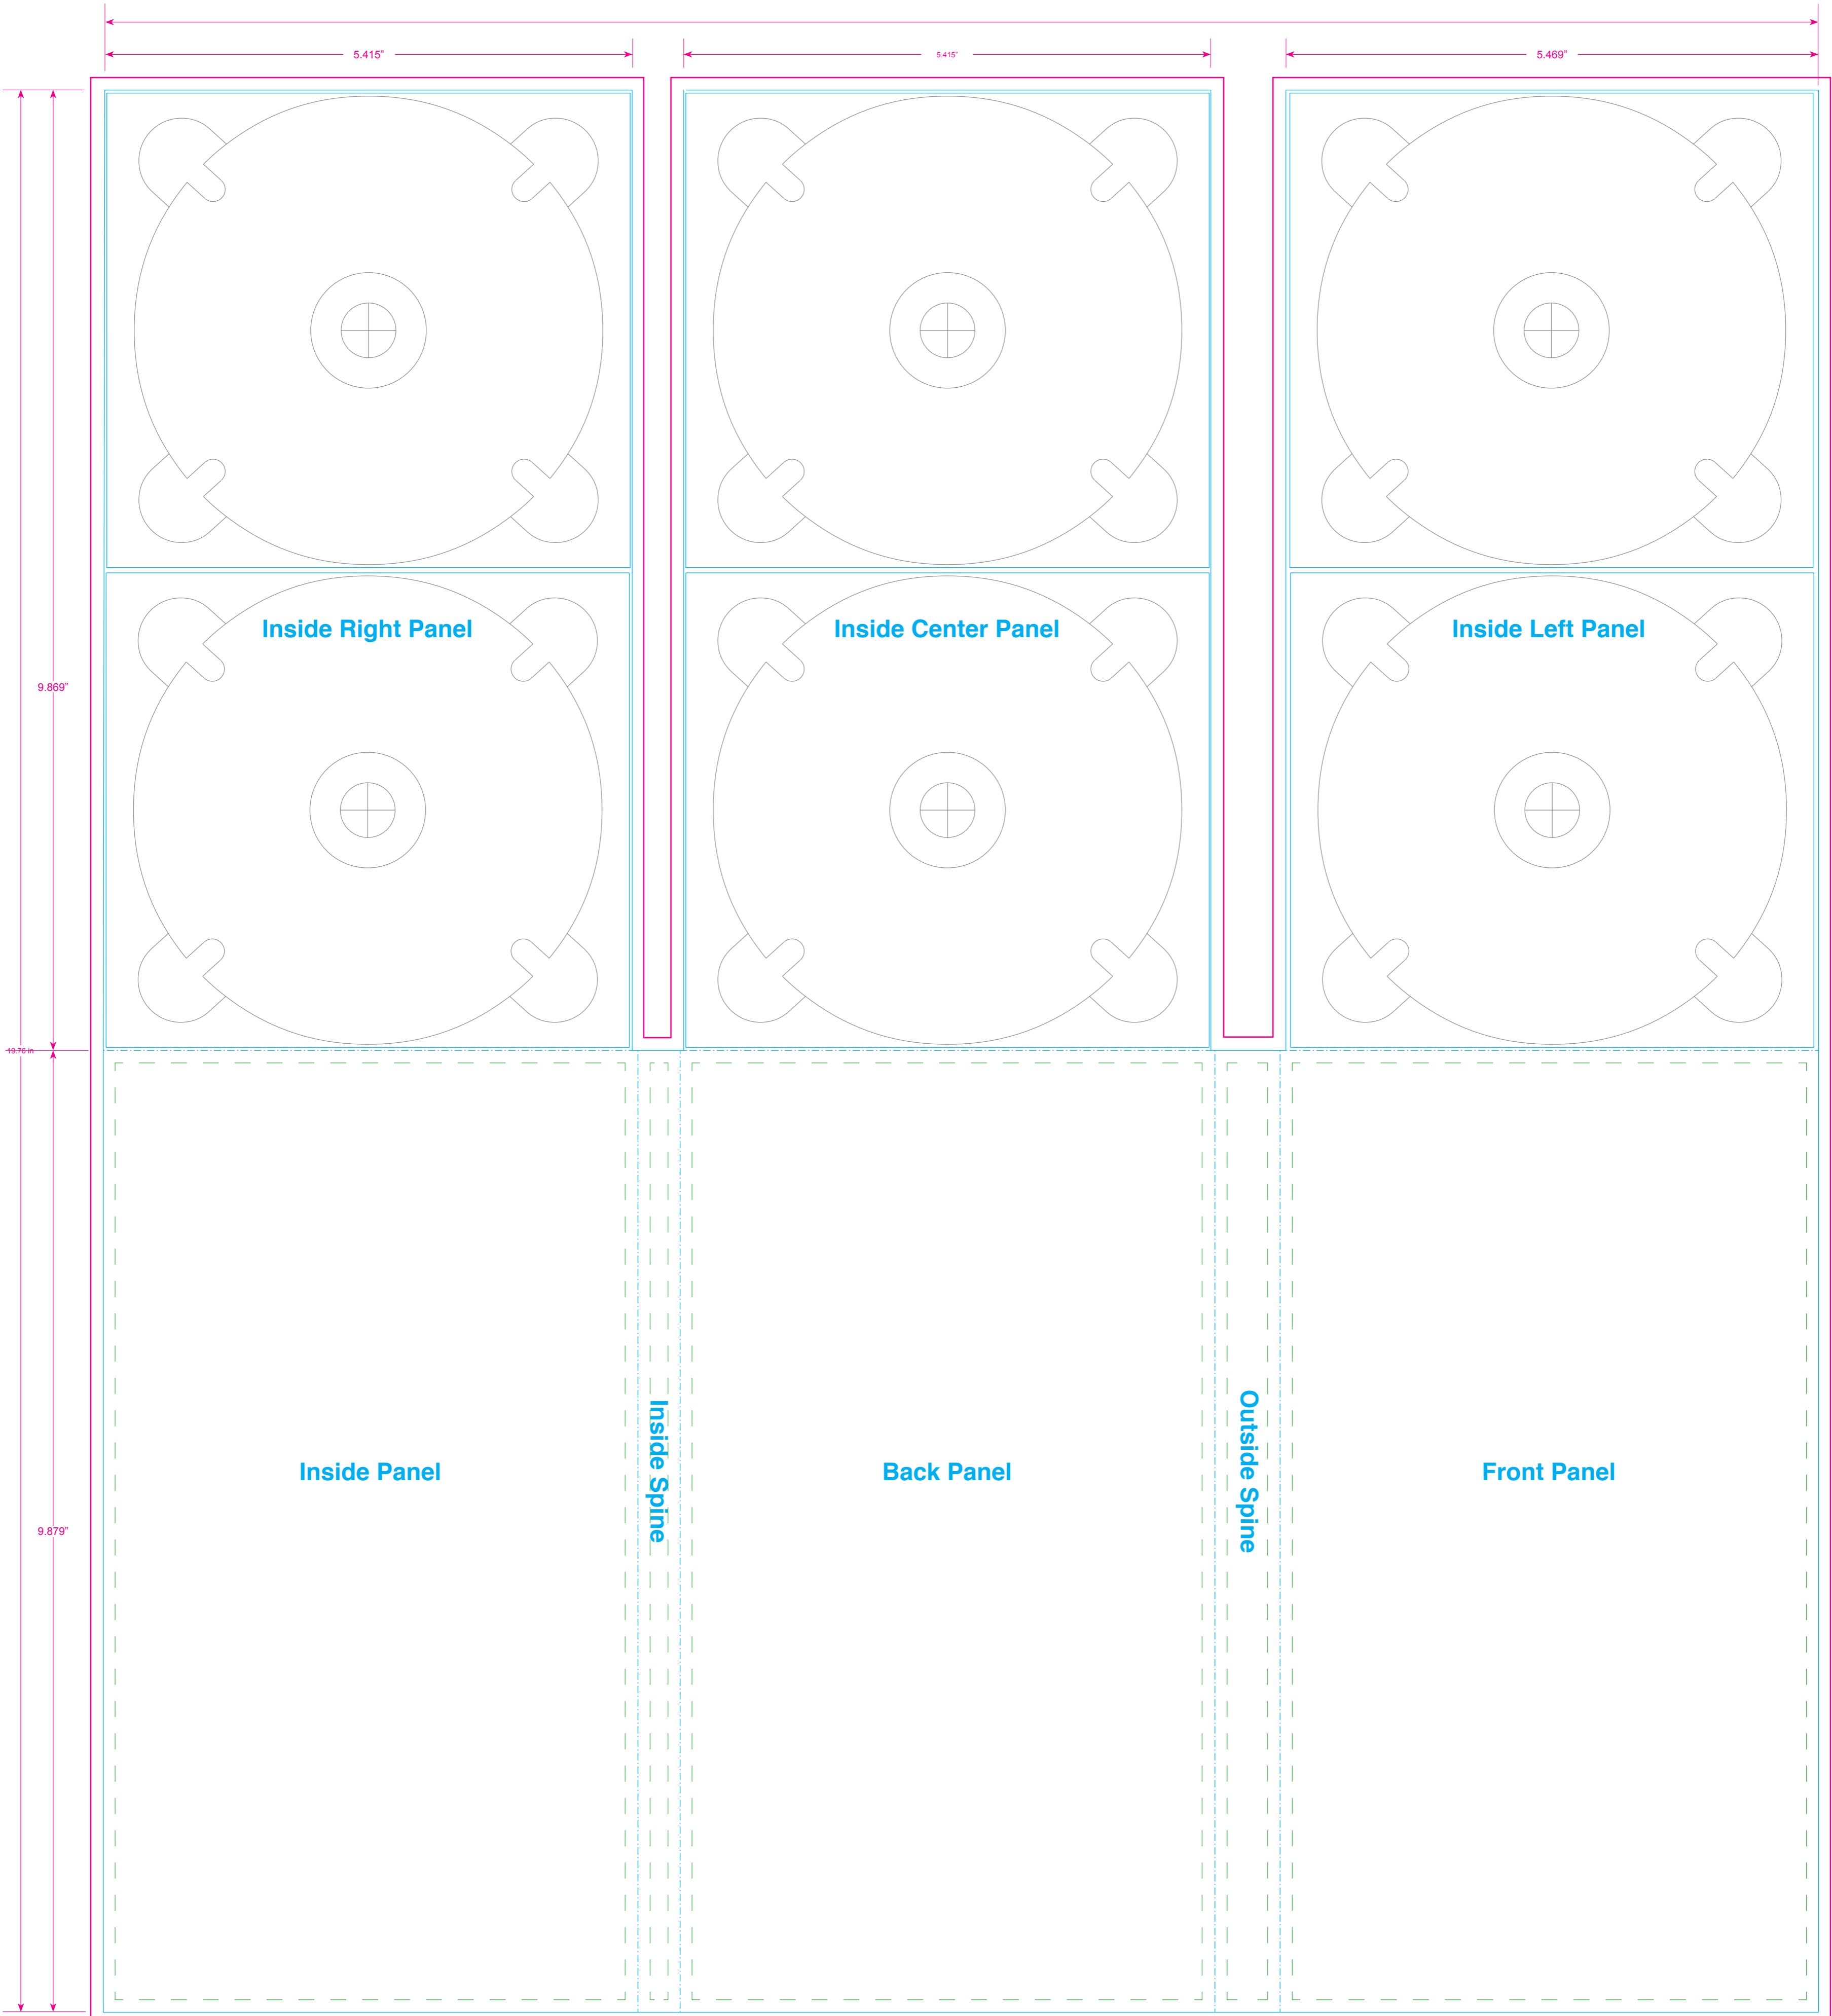 5.415”
5.415”
5.469”
Inside Right Panel
Inside Center Panel
Inside Left Panel
9.869”
19.76 in
Inside Panel
Inside Spine
Back Panel
Outside Spine
Front Panel
9.879”